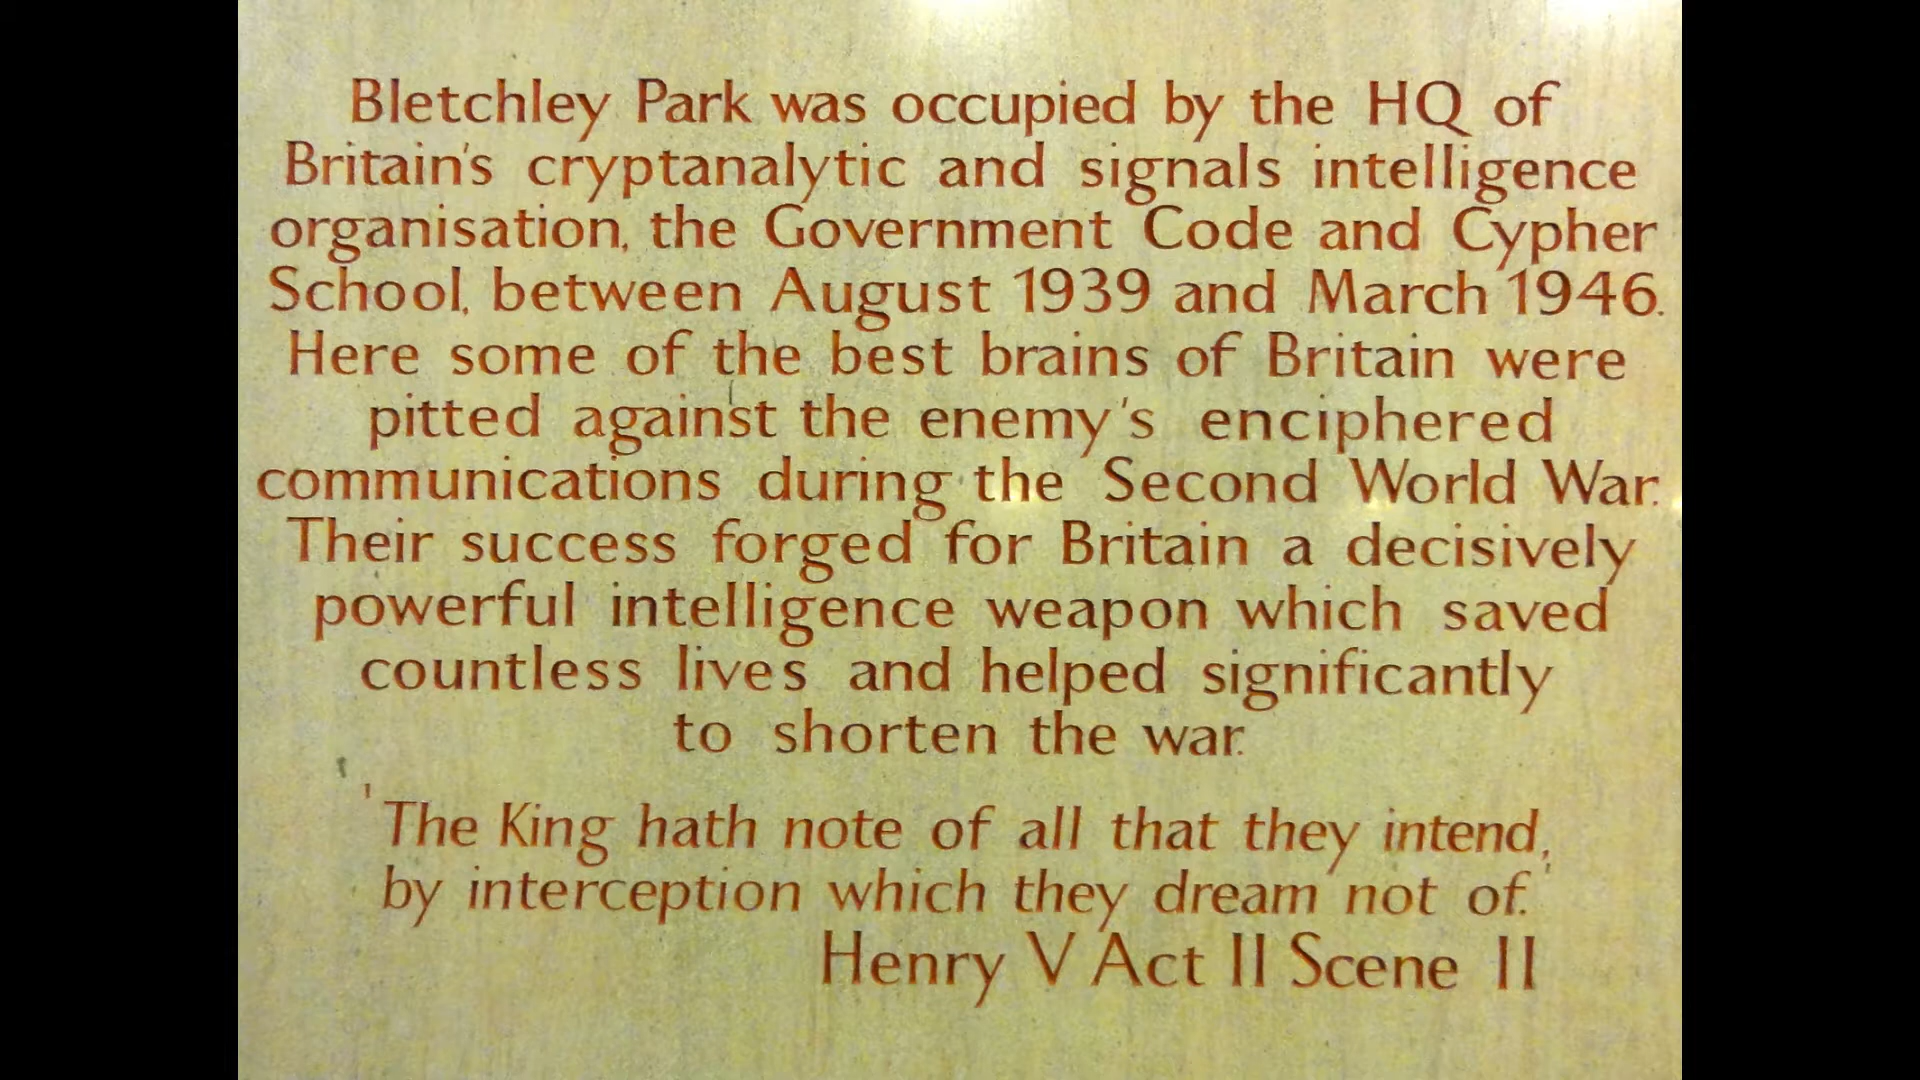 Bletchley Park was occupied by the HQ of
Britain's cryptanalytic and signals intelligence
organisation, the Government Code and Cypher
School, between August 1939 and March 1946.
Here some of the best brains of Britain were
pitted against the enemy's enciphered
communications during the Second World War.
Their success forged for Britain a decisively
powerful intelligence weapon which saved
countless lives and helped significantly
to shorten the war.
'The King hath note of all that they intend,
by interception which they dream not of.'
Henry V Act II Scene II